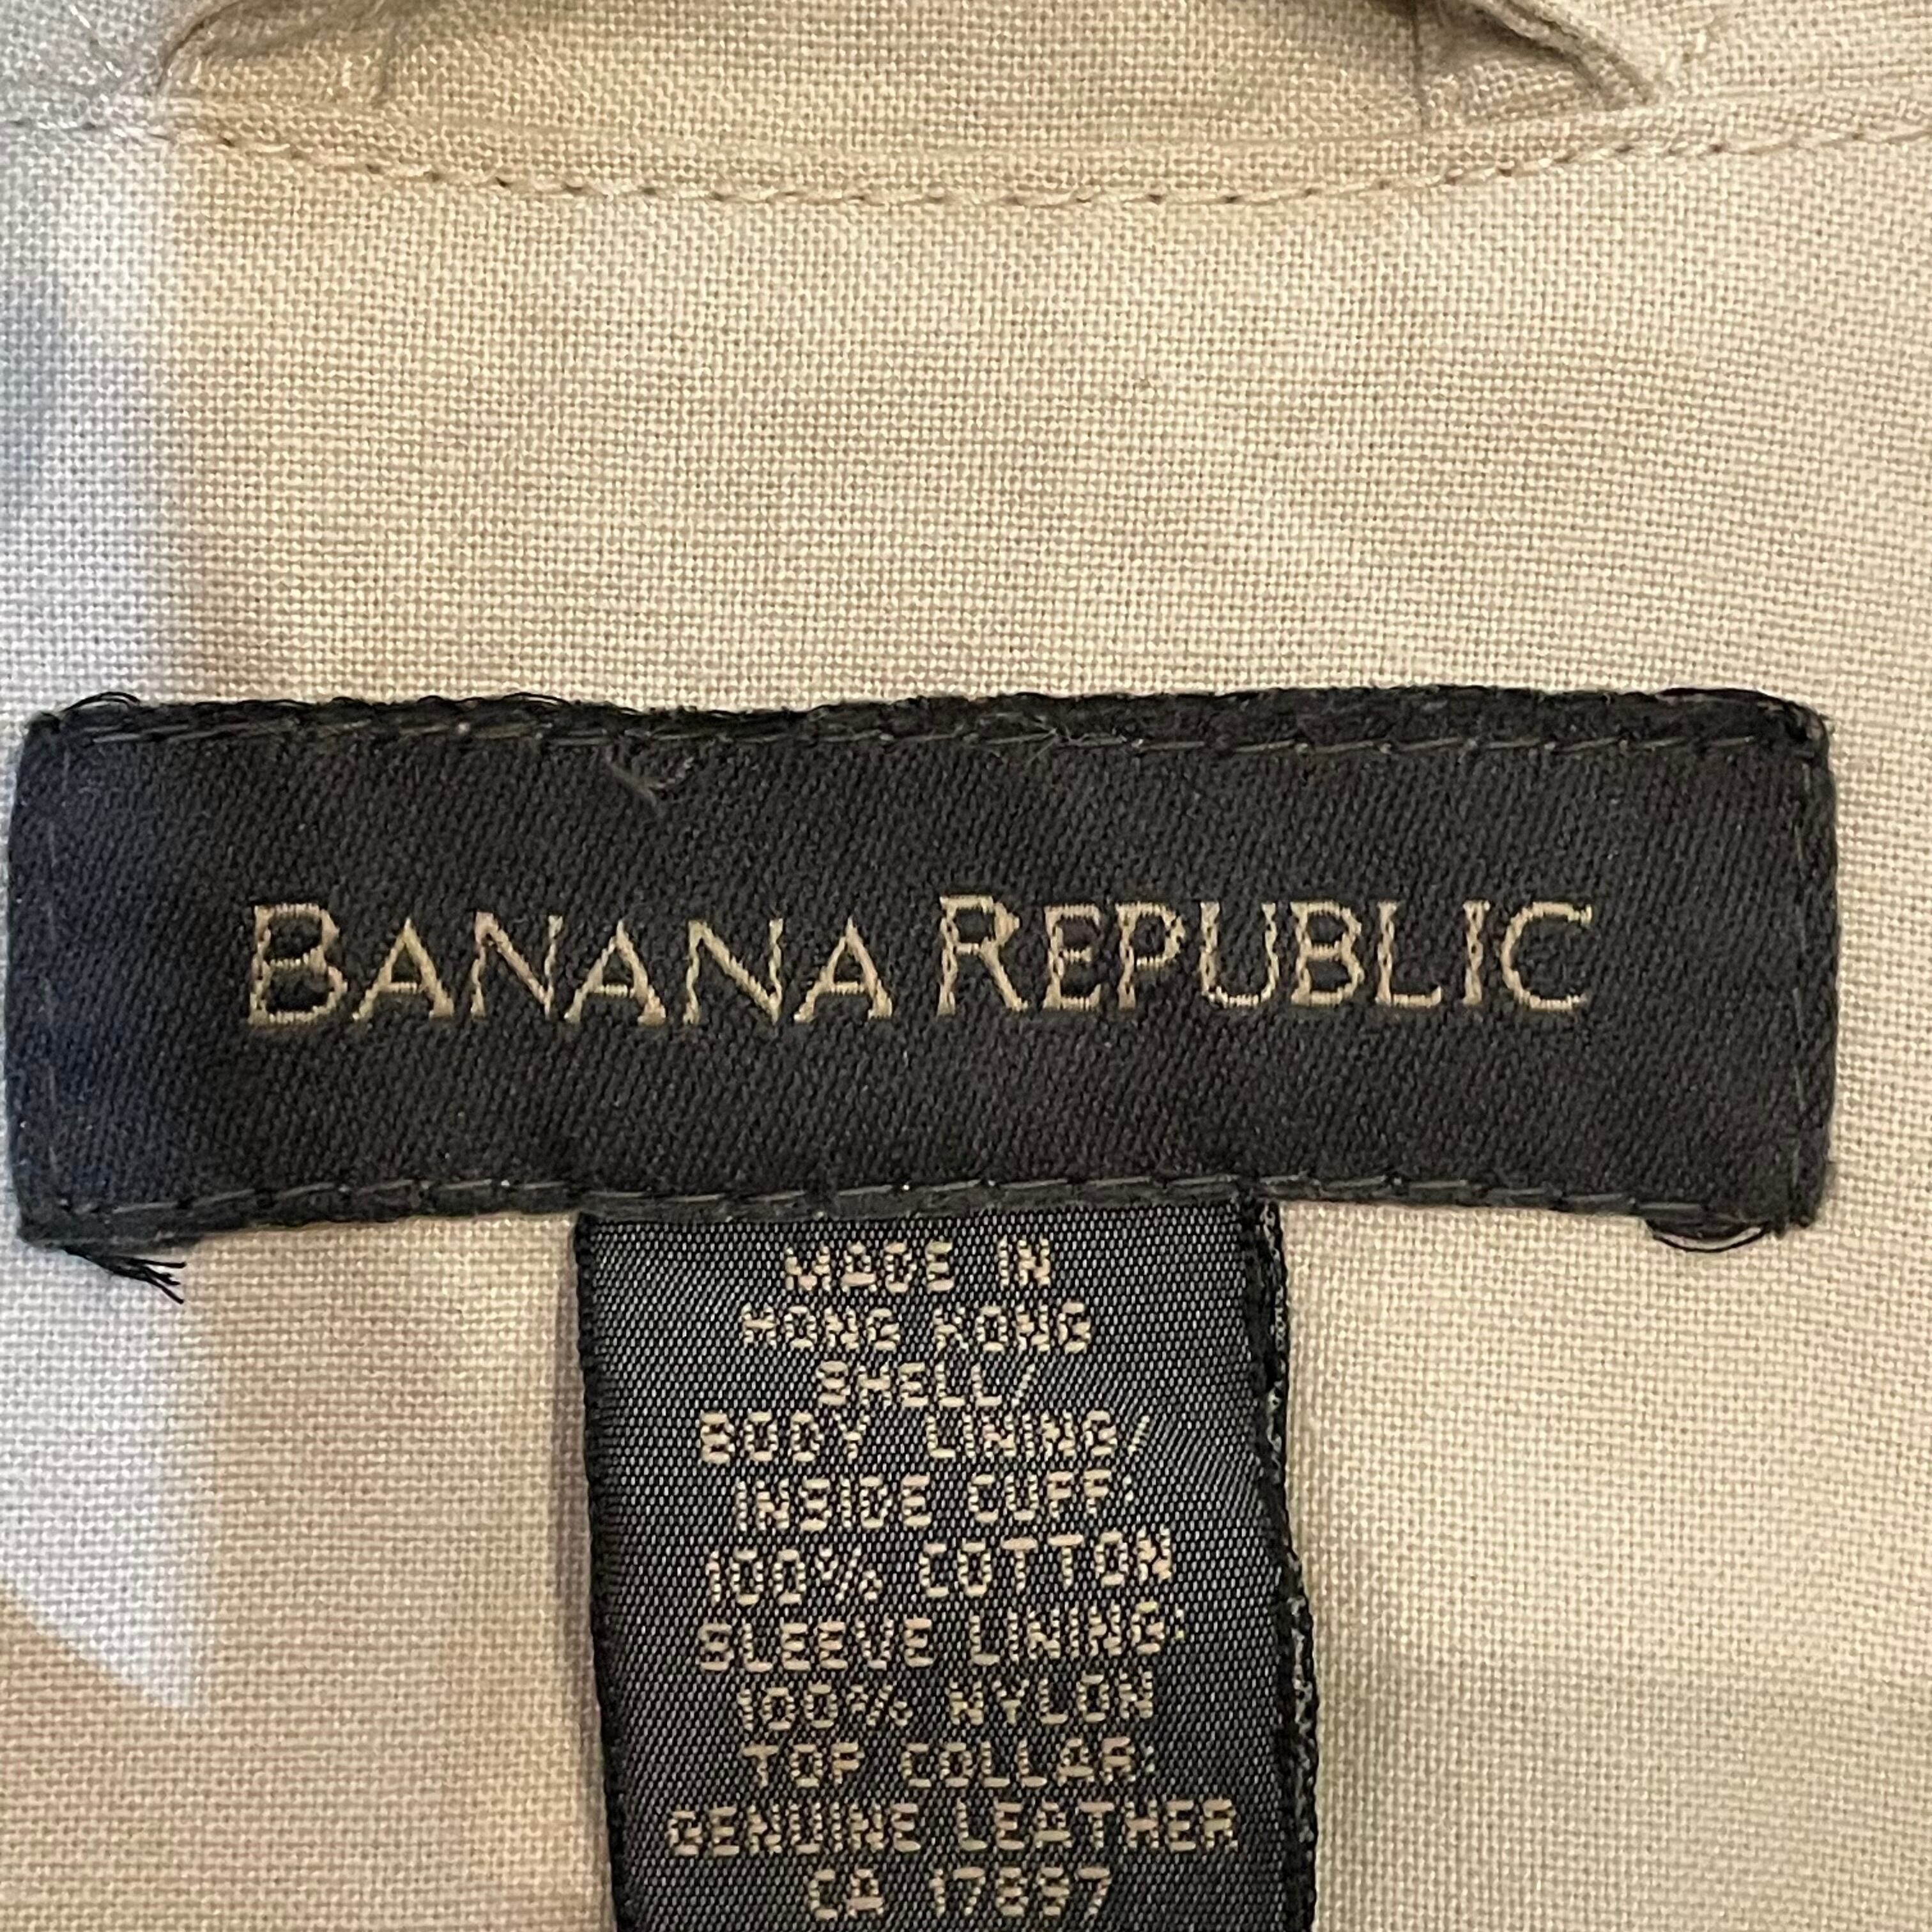 BANANA REPUBLIC
MADE IN
HONG KONG
SHELL/
BODY LINING/
INSIDE CUFF:
100% COTTON
SLEEVE LINING:
100% NYLON
TOP COLLAR:
GENUINE LEATHER
CA 17897